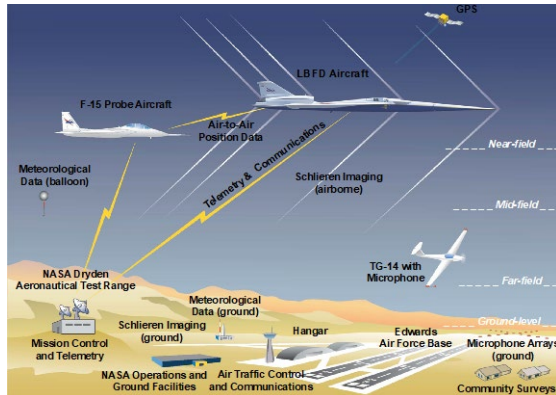 GPS
LBFD Aircraft
F-15 Probe Aircraft
Air-to-Air
Position Data
Telemetry & Communications
Near-field
Meteorological
Data (balloon)
Schlieren Imaging
(airborne)
Mid-field
TG-14 with
Microphone
Far-field
NASA Dryden
Aeronautical Test Range
Meteorological
Data (ground)
Ground-level
Mission Control
and Telemetry
Schlieren Imaging
(ground)
Hangar
Edwards
Air Force Base
Microphone Arrays
(ground)
NASA Operations and
Ground Facilities
Air Traffic Control
and Communications
Community Surveys